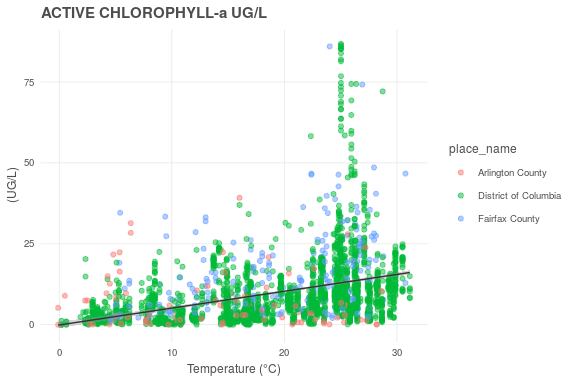 ACTIVE CHLOROPHYLL-a UG/L
75
50
25
0
(UG/L)
0 10 20 30
Temperature (°C)
place_name
Arlington County
District of Columbia
Fairfax County